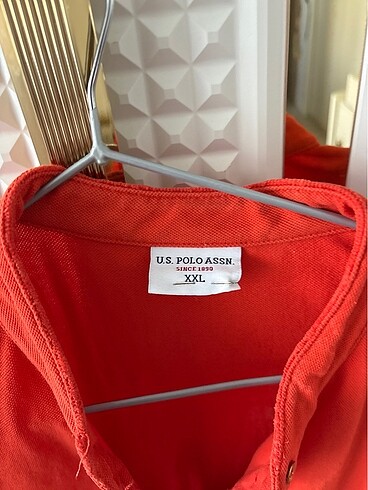 U.S. POLO ASSN.
SINCE 1890
XXL